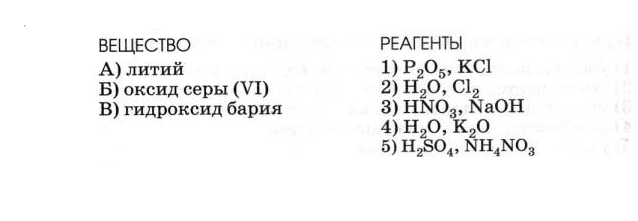 ВЕЩЕСТВО
А) литий
Б) оксид серы (VI)
В) гидроксид бария
РЕАГЕНТЫ
1) P₂O₅, KCl
2) H₂O, Cl₂
3) HNO₃, NaOH
4) H₂O, K₂O
5) H₂SO₄, NH₄NO₃